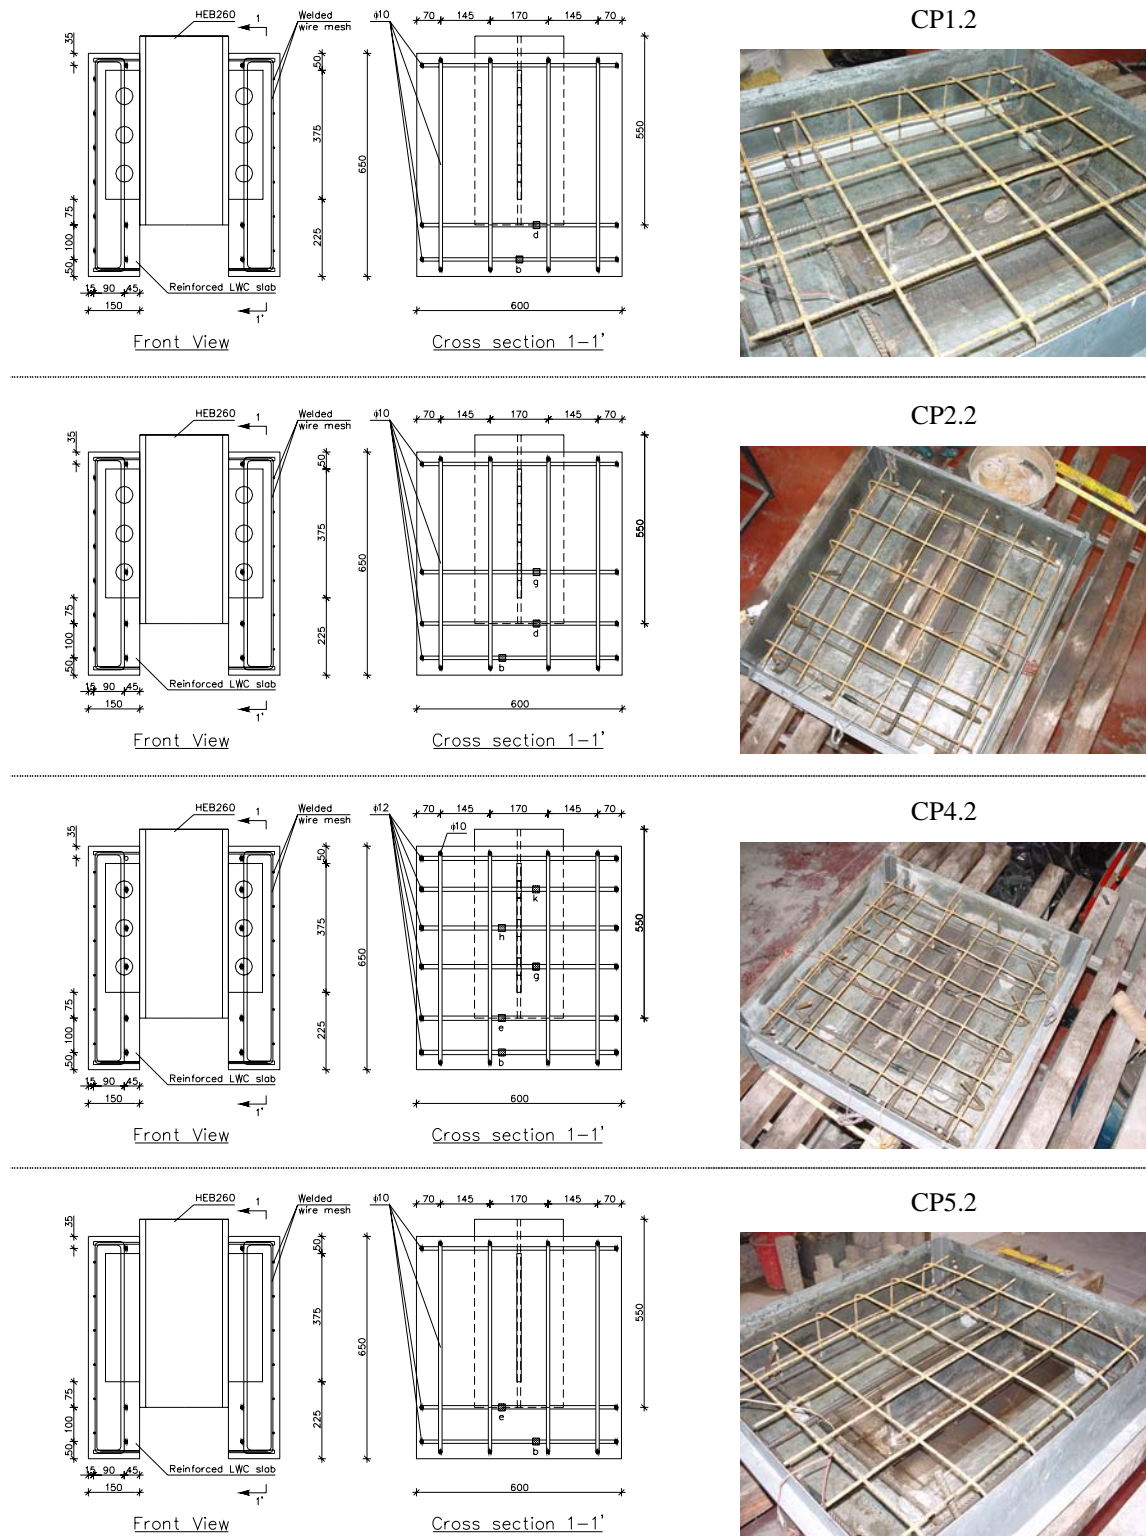 HEB260
1
Welded
wire mesh
35
375
75
100
50
225
Reinforced LWC slab
15 90 45
150
1'
Front View
ϕ10
70 145 170 145 70
650
550
d
b
600
Cross section 1-1'
CP1.2
HEB260
1
Welded
wire mesh
35
50
375
75
100
50
225
Reinforced LWC slab
15 90 45
150
1'
Front View
ϕ10
70 145 170 145 70
650
550
g
d
b
600
Cross section 1-1'
CP2.2
HEB260
1
Welded
wire mesh
35
50
375
75
100
50
225
Reinforced LWC slab
15 90 45
150
1'
Front View
ϕ12
ϕ10
70 145 170 145 70
650
550
k
h
g
e
b
600
Cross section 1-1'
CP4.2
HEB260
1
Welded
wire mesh
35
50
375
75
100
50
225
Reinforced LWC slab
15 90 45
150
1'
Front View
ϕ10
70 145 170 145 70
650
550
e
b
600
Cross section 1-1'
CP5.2